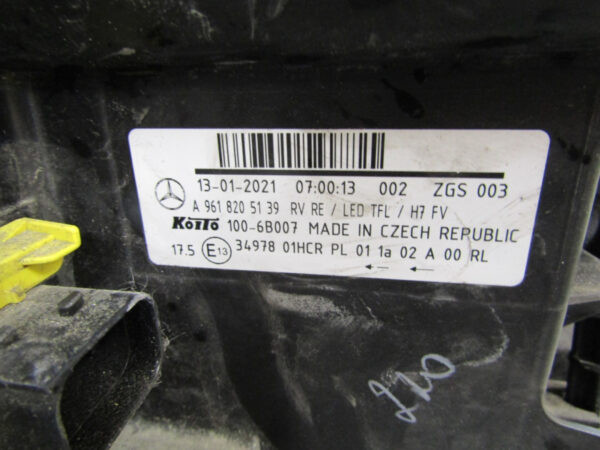 13-01-2021 07:00:13 002 ZGS 003
A 961 820 51 39 RV RE / LED TFL / H7 FV
KOITO 100-6B007 MADE IN CZECH REPUBLIC
17.5 E13 34978 01HCR PL 01 1a 02 A 00 RL
← ←
220